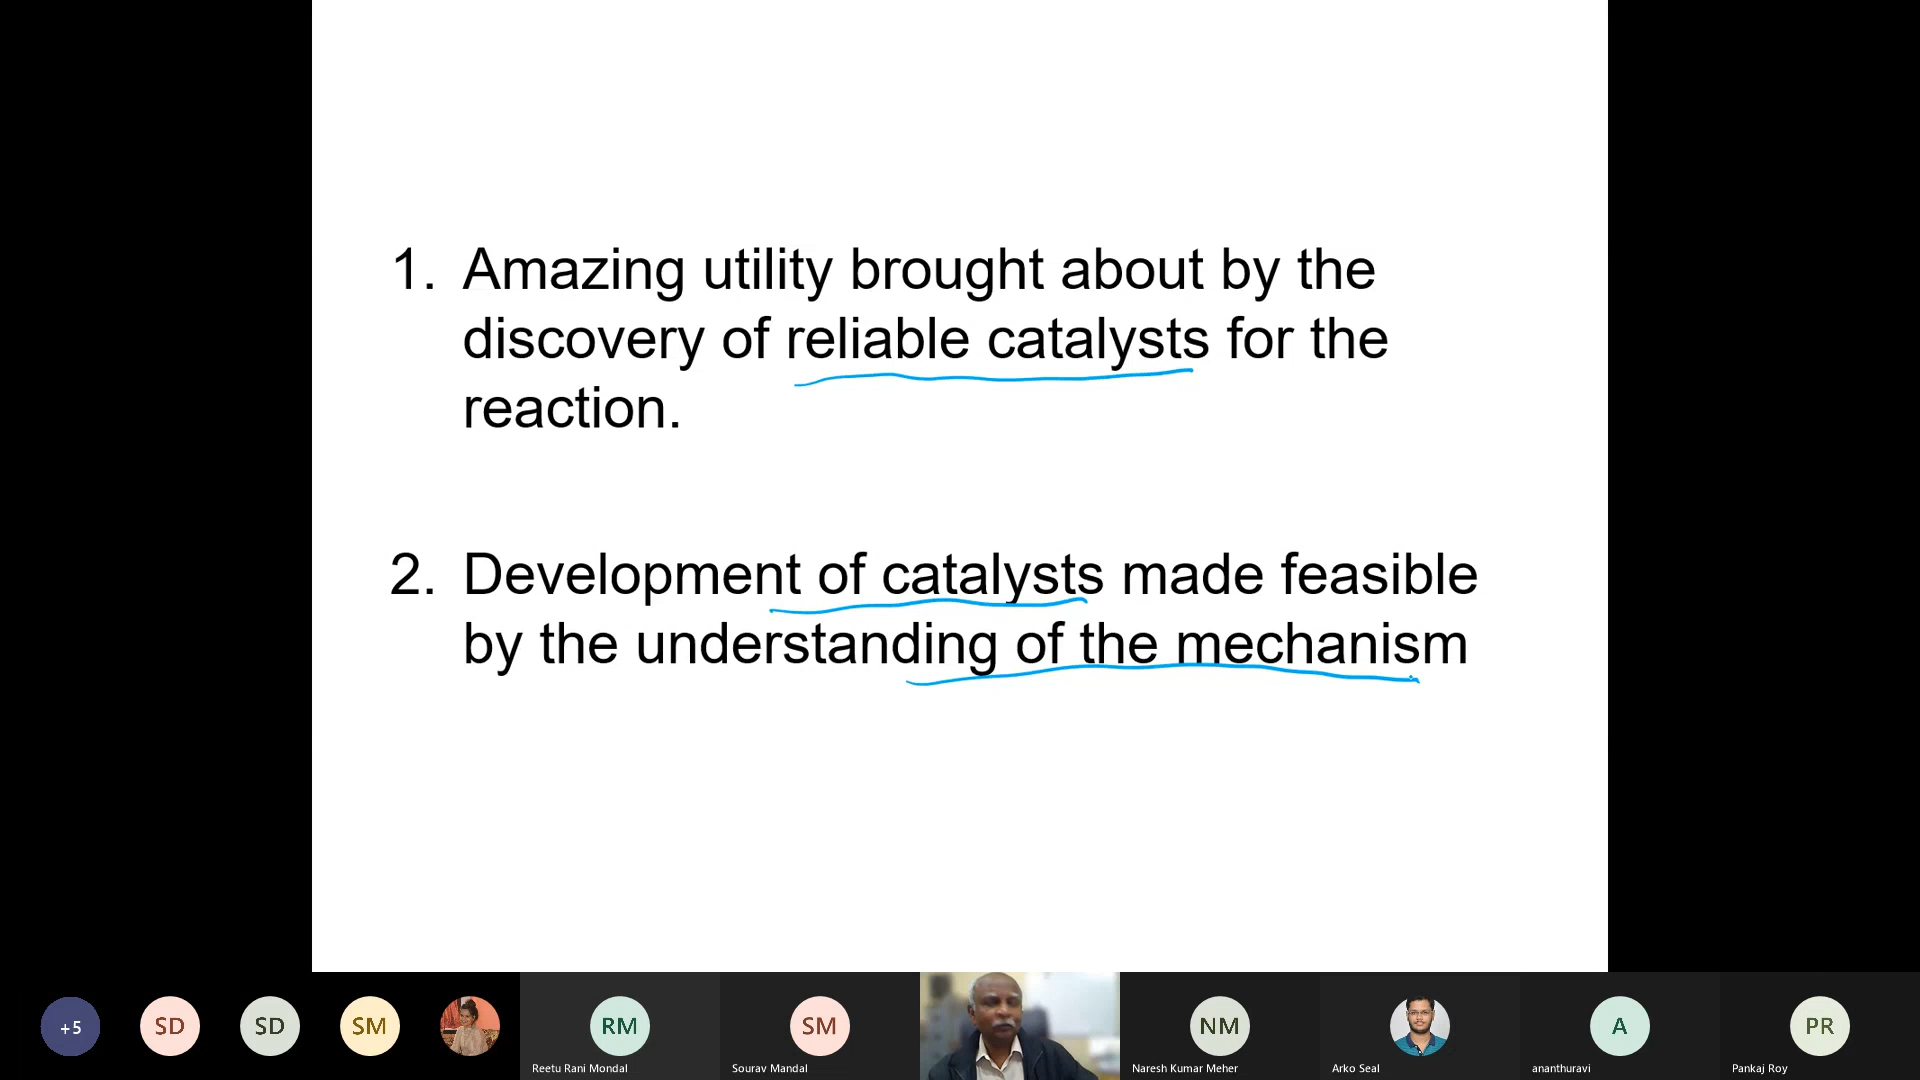 1. Amazing utility brought about by the
discovery of reliable catalysts for the
reaction.
2. Development of catalysts made feasible
by the understanding of the mechanism
+5
SD
SD
SM
RM
Reetu Rani Mondal
SM
Sourav Mandal
NM
Naresh Kumar Meher
Arko Seal
A
ananthuravi
PR
Pankaj Roy